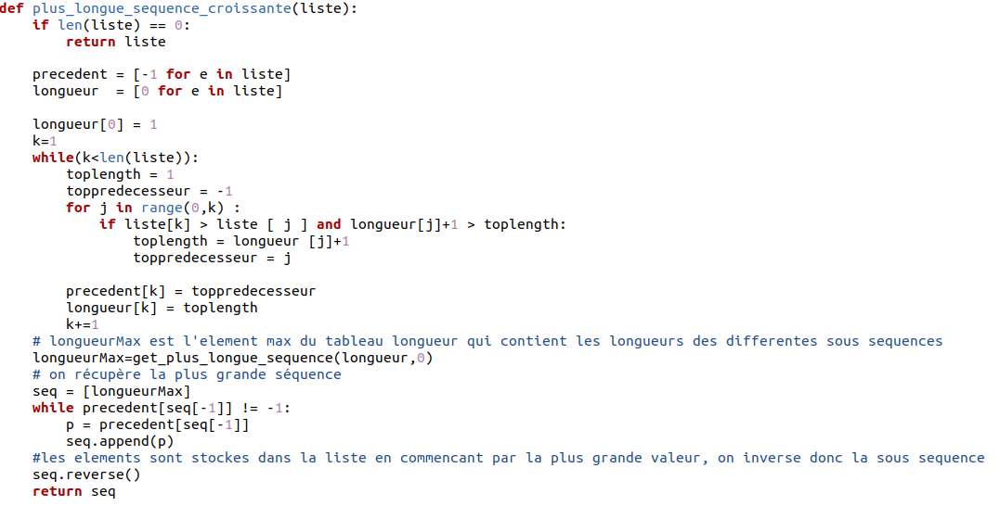 def plus_longue_sequence_croissante(liste):
    if len(liste) == 0:
        return liste

    precedent = [-1 for e in liste]
    longueur  = [0 for e in liste]

    longueur[0] = 1
    k=1
    while(k<len(liste)):
        toplength = 1
        toppredecesseur = -1
        for j in range(0,k) :
            if liste[k] > liste [ j ] and longueur[j]+1 > toplength:
                toplength = longueur [j]+1
                toppredecesseur = j

        precedent[k] = toppredecesseur
        longueur[k] = toplength
        k+=1
    # longueurMax est l'element max du tableau longueur qui contient les longueurs des differentes sous sequences
    longueurMax=get_plus_longue_sequence(longueur,0)
    # on récupère la plus grande séquence
    seq = [longueurMax]
    while precedent[seq[-1]] != -1:
        p = precedent[seq[-1]]
        seq.append(p)
    #les elements sont stockes dans la liste en commencant par la plus grande valeur, on inverse donc la sous sequence
    seq.reverse()
    return seq